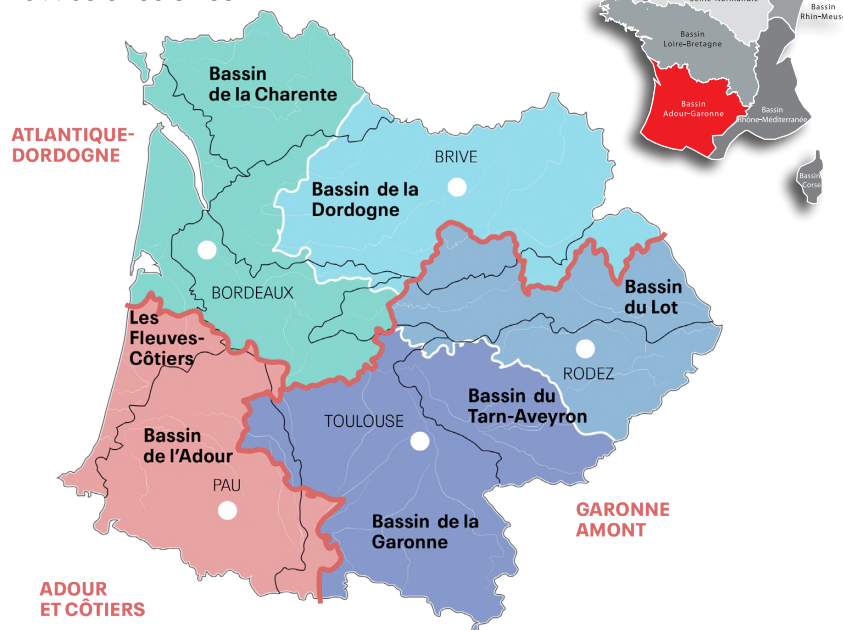 Bassin
Rhin-Meuse
Bassin
Loire-Bretagne
Bassin
Adour-Garonne
Bassin
Rhône-Méditerranée
Bassin
Corse
Bassin
de la Charente
ATLANTIQUE-
DORDOGNE
BRIVE
Bassin de la
Dordogne
BORDEAUX
Bassin
du Lot
Les
Fleuves-
Côtiers
RODEZ
Bassin du
Tarn-Aveyron
TOULOUSE
Bassin
de l'Adour
PAU
Bassin de la
Garonne
GARONNE
AMONT
ADOUR
ET CÔTIERS